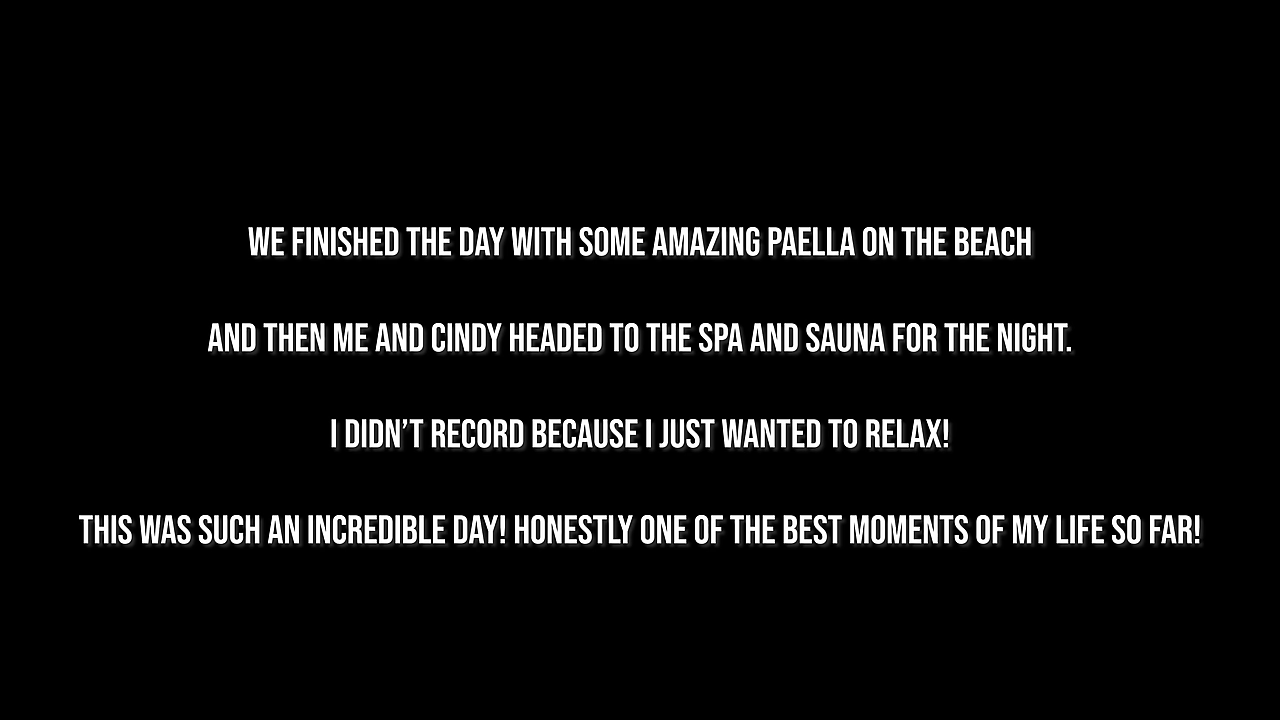 WE FINISHED THE DAY WITH SOME AMAZING PAELLA ON THE BEACH
AND THEN ME AND CINDY HEADED TO THE SPA AND SAUNA FOR THE NIGHT.
I DIDN’T RECORD BECAUSE I JUST WANTED TO RELAX!
THIS WAS SUCH AN INCREDIBLE DAY! HONESTLY ONE OF THE BEST MOMENTS OF MY LIFE SO FAR!